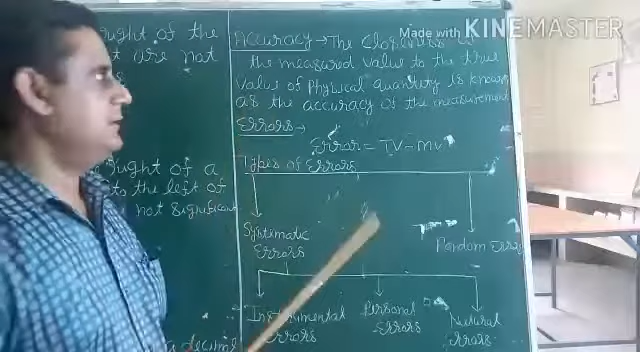 Made with KINEMASTER
ught of the
t are not
Accuracy → The closeness of
the measured value to the true
value of Physical quantity is known
as the accuracy of the measurement
Errors →
Error = TV - MV
Types of Errors
ught of a
to the left of
not significant
Systematic
Errors
Random Errors
Instrumental
Errors
Personal
Errors
Natural
Errors
a decimal